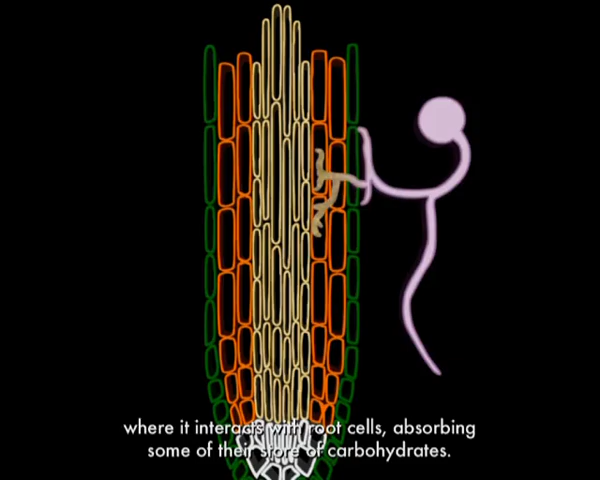 where it interacts with root cells, absorbing
some of their store of carbohydrates.